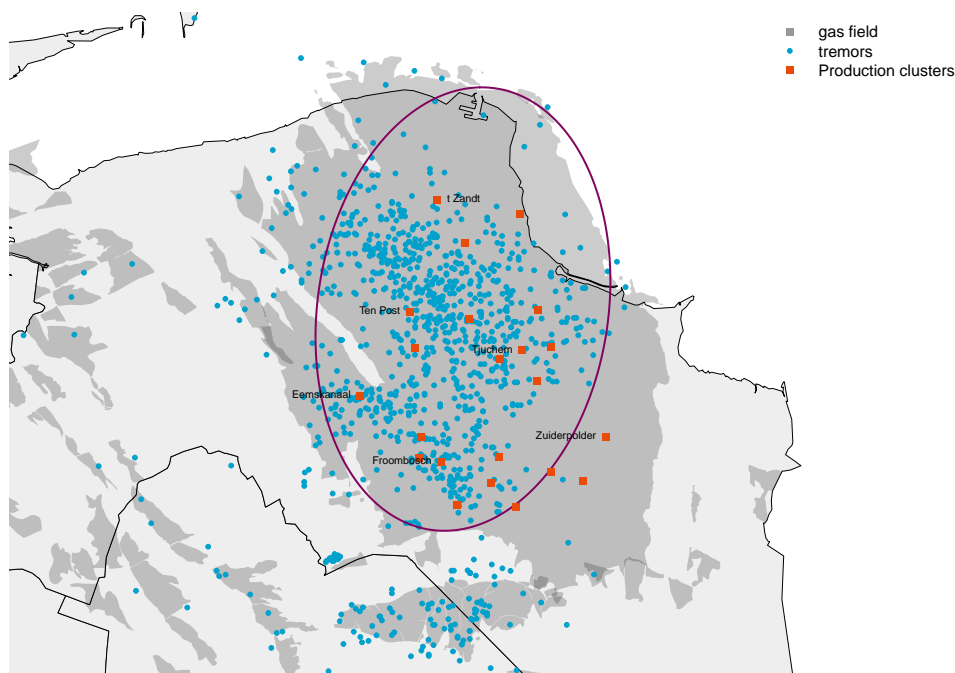 gas field
tremors
Production clusters
t Zandt
Ten Post
Tjuchem
Eemskanaal
Zuiderpolder
Froombosch